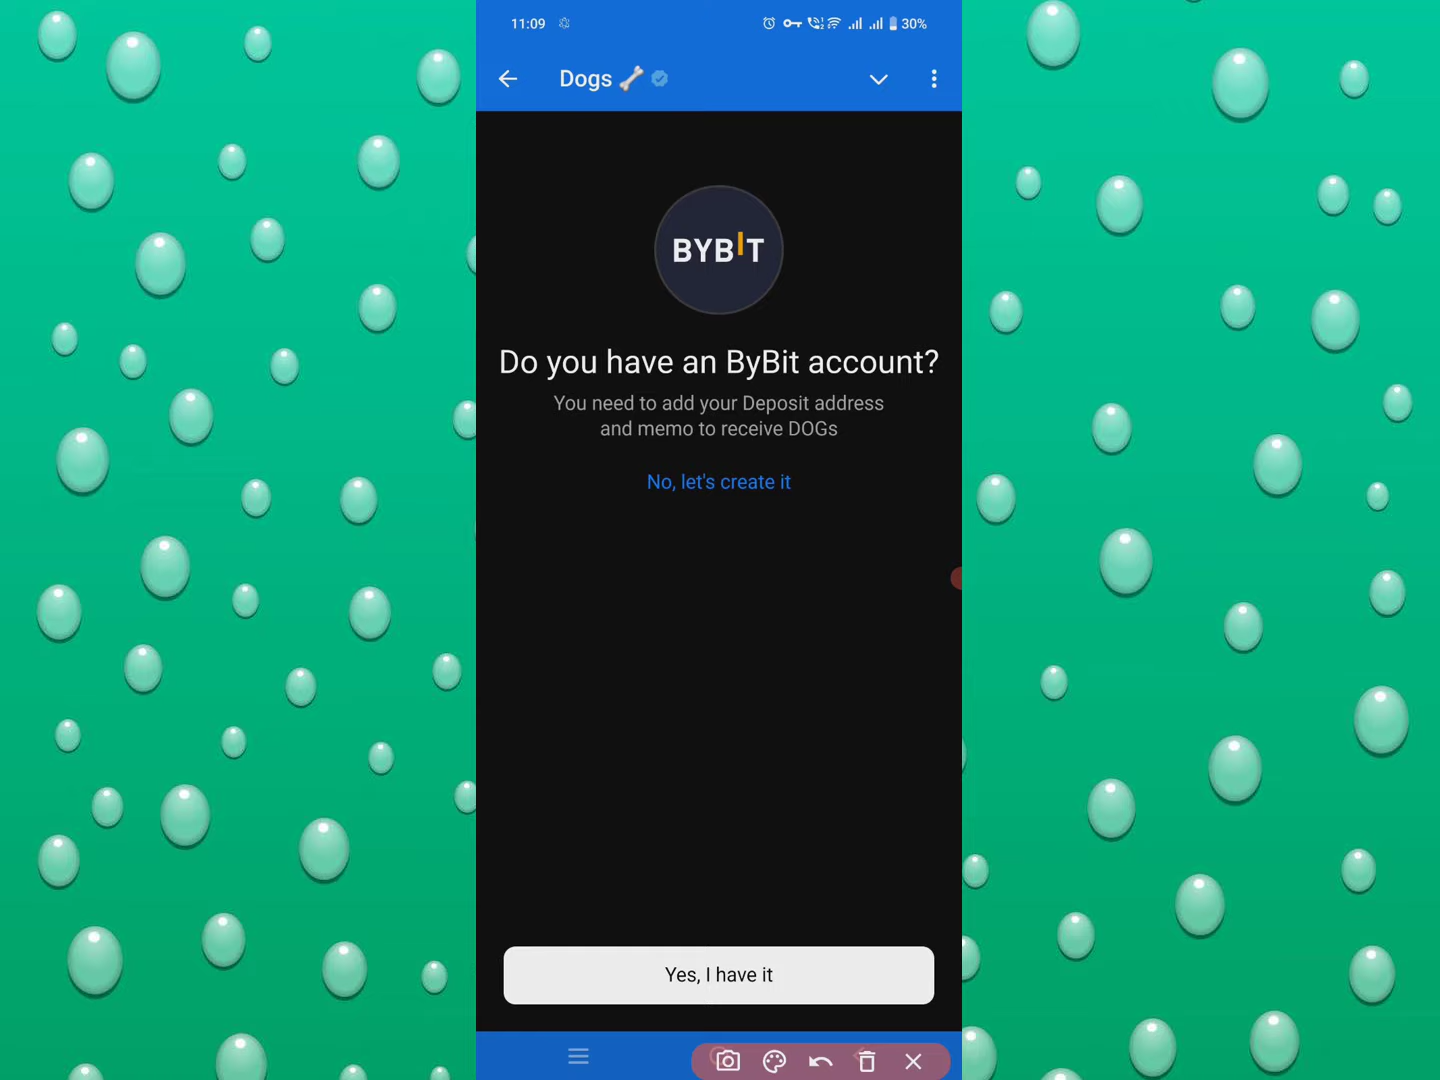 11:09
30%
Dogs
BYBIT
Do you have an ByBit account?
You need to add your Deposit address
and memo to receive DOGs
No, let's create it
Yes, I have it